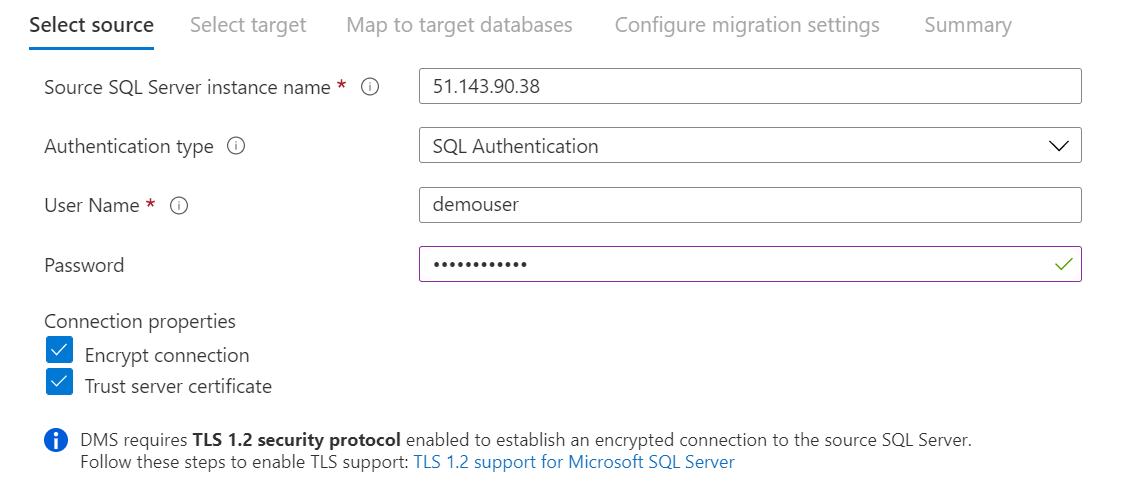 Select source Select target Map to target databases Configure migration settings Summary
Source SQL Server instance name * 51.143.90.38
Authentication type SQL Authentication
User Name * demouser
Password ••••••••••••
Connection properties
Encrypt connection
Trust server certificate
DMS requires TLS 1.2 security protocol enabled to establish an encrypted connection to the source SQL Server.
Follow these steps to enable TLS support: TLS 1.2 support for Microsoft SQL Server